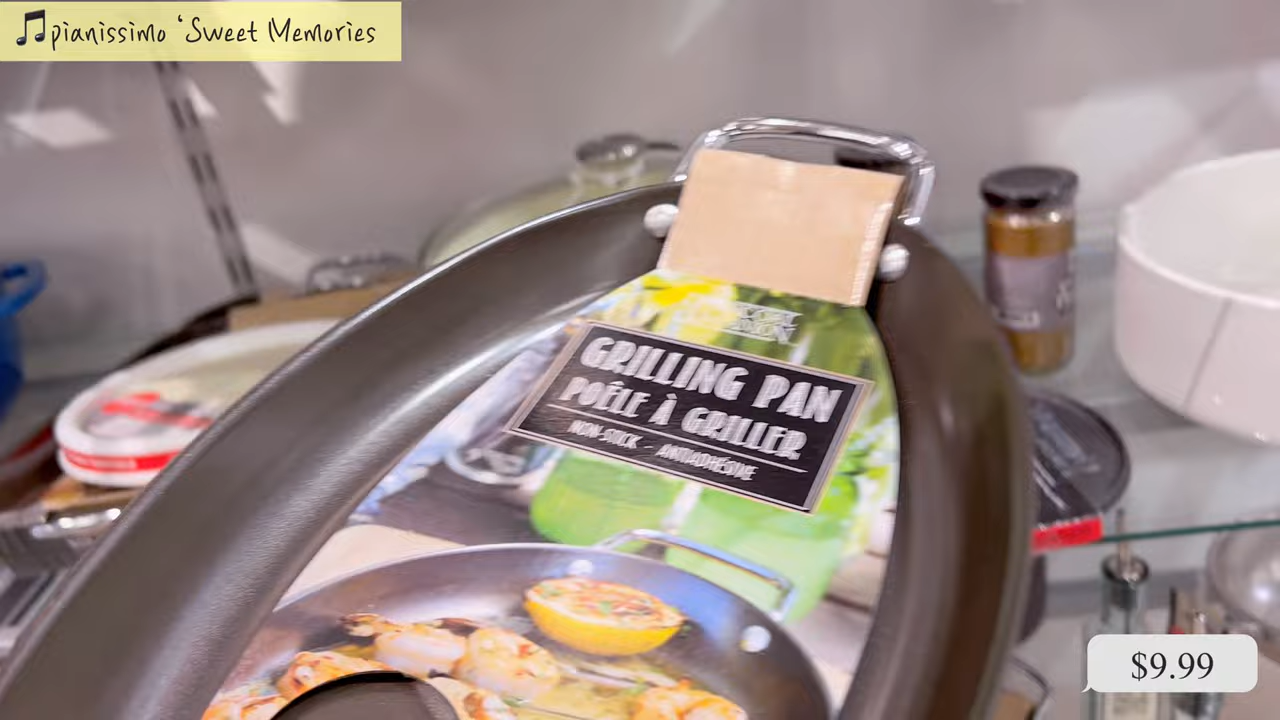 🎵pianissimo ‘Sweet Memories
GRILLING PAN
POÊLE À GRILLER
NON-STICK - ANTIADHÉSIVE
$9.99